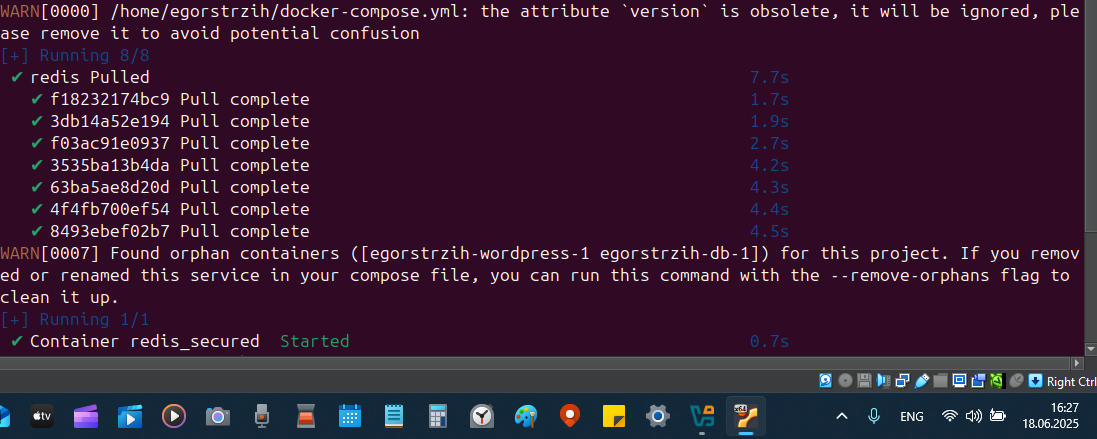 WARN[0000] /home/egorstrzih/docker-compose.yml: the attribute `version` is obsolete, it will be ignored, ple
ase remove it to avoid potential confusion
[+] Running 8/8
✔ redis Pulled 7.7s
✔ f18232174bc9 Pull complete 1.7s
✔ 3db14a52e194 Pull complete 1.9s
✔ f03ac91e0937 Pull complete 2.7s
✔ 3535ba13b4da Pull complete 4.2s
✔ 63ba5ae8d20d Pull complete 4.3s
✔ 4f4fb700ef54 Pull complete 4.4s
✔ 8493ebef02b7 Pull complete 4.5s
WARN[0007] Found orphan containers ([egorstrzih-wordpress-1 egorstrzih-db-1]) for this project. If you remov
ed or renamed this service in your compose file, you can run this command with the --remove-orphans flag to
clean it up.
[+] Running 1/1
✔ Container redis_secured Started 0.7s
Right Ctrl
tv
x64
ENG
16:27
18.06.2025